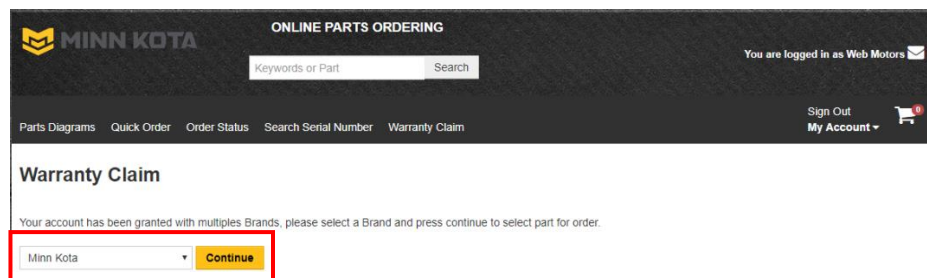 MINN KOTA
ONLINE PARTS ORDERING
Keywords or Part Search
You are logged in as Web Motors
Parts Diagrams Quick Order Order Status Search Serial Number Warranty Claim
Sign Out
My Account
0
Warranty Claim
Your account has been granted with multiples Brands, please select a Brand and press continue to select part for order.
Minn Kota Continue